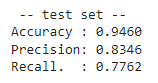 -- test set --
Accuracy : 0.9460
Precision: 0.8346
Recall.  : 0.7762